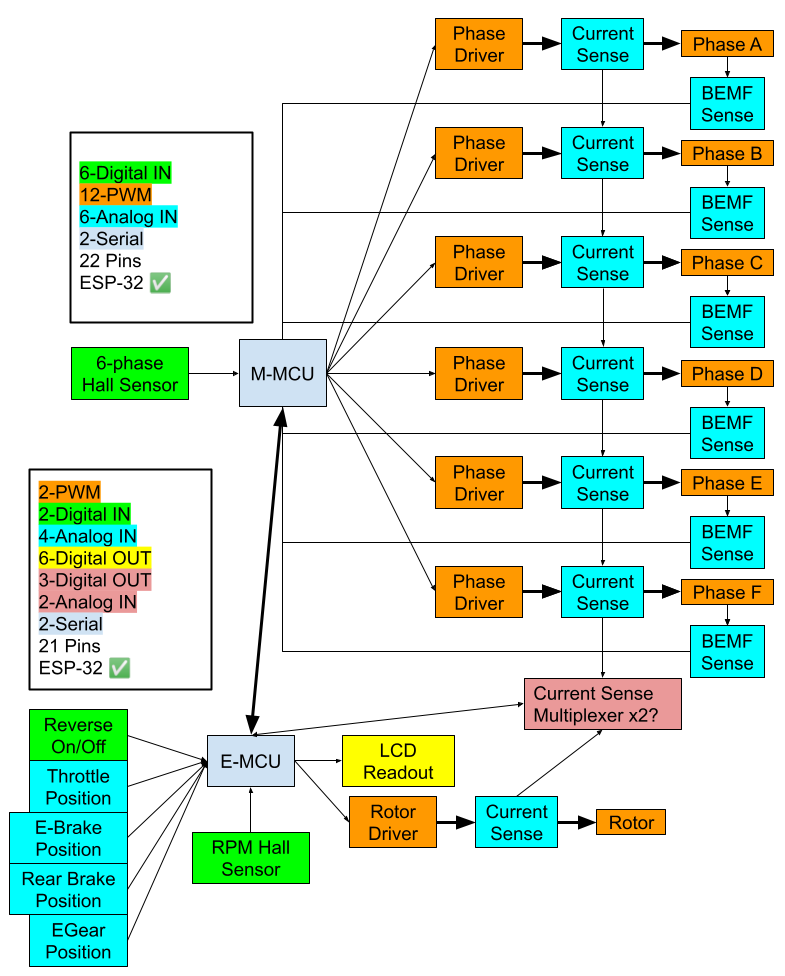 Phase
Driver
Current
Sense
Phase A
BEMF
Sense
6-Digital IN
12-PWM
6-Analog IN
2-Serial
22 Pins
ESP-32 ✅
Phase
Driver
Current
Sense
Phase B
BEMF
Sense
Phase
Driver
Current
Sense
Phase C
BEMF
Sense
6-phase
Hall Sensor
M-MCU
Phase
Driver
Current
Sense
Phase D
BEMF
Sense
Phase
Driver
Current
Sense
Phase E
BEMF
Sense
2-PWM
2-Digital IN
4-Analog IN
6-Digital OUT
3-Digital OUT
2-Analog IN
2-Serial
21 Pins
ESP-32 ✅
Phase
Driver
Current
Sense
Phase F
BEMF
Sense
Current Sense
Multiplexer x2?
Reverse
On/Off
Throttle
Position
E-Brake
Position
Rear Brake
Position
EGear
Position
E-MCU
LCD
Readout
RPM Hall
Sensor
Rotor
Driver
Current
Sense
Rotor